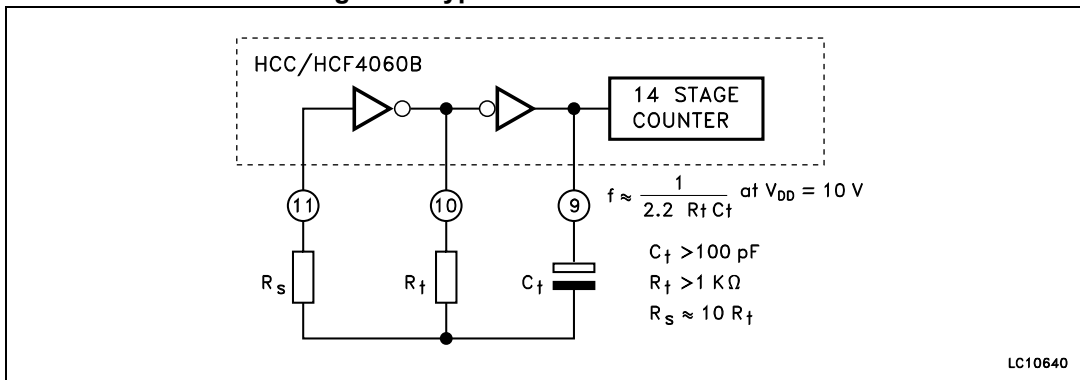 HCC/HCF4060B
14 STAGE
COUNTER
11
10
9
f ≈ 1 / 2.2 Rt Ct at VDD = 10 V
Rs
Rt
Ct
Ct >100 pF
Rt >1 KΩ
Rs ≈ 10 Rt
LC10640